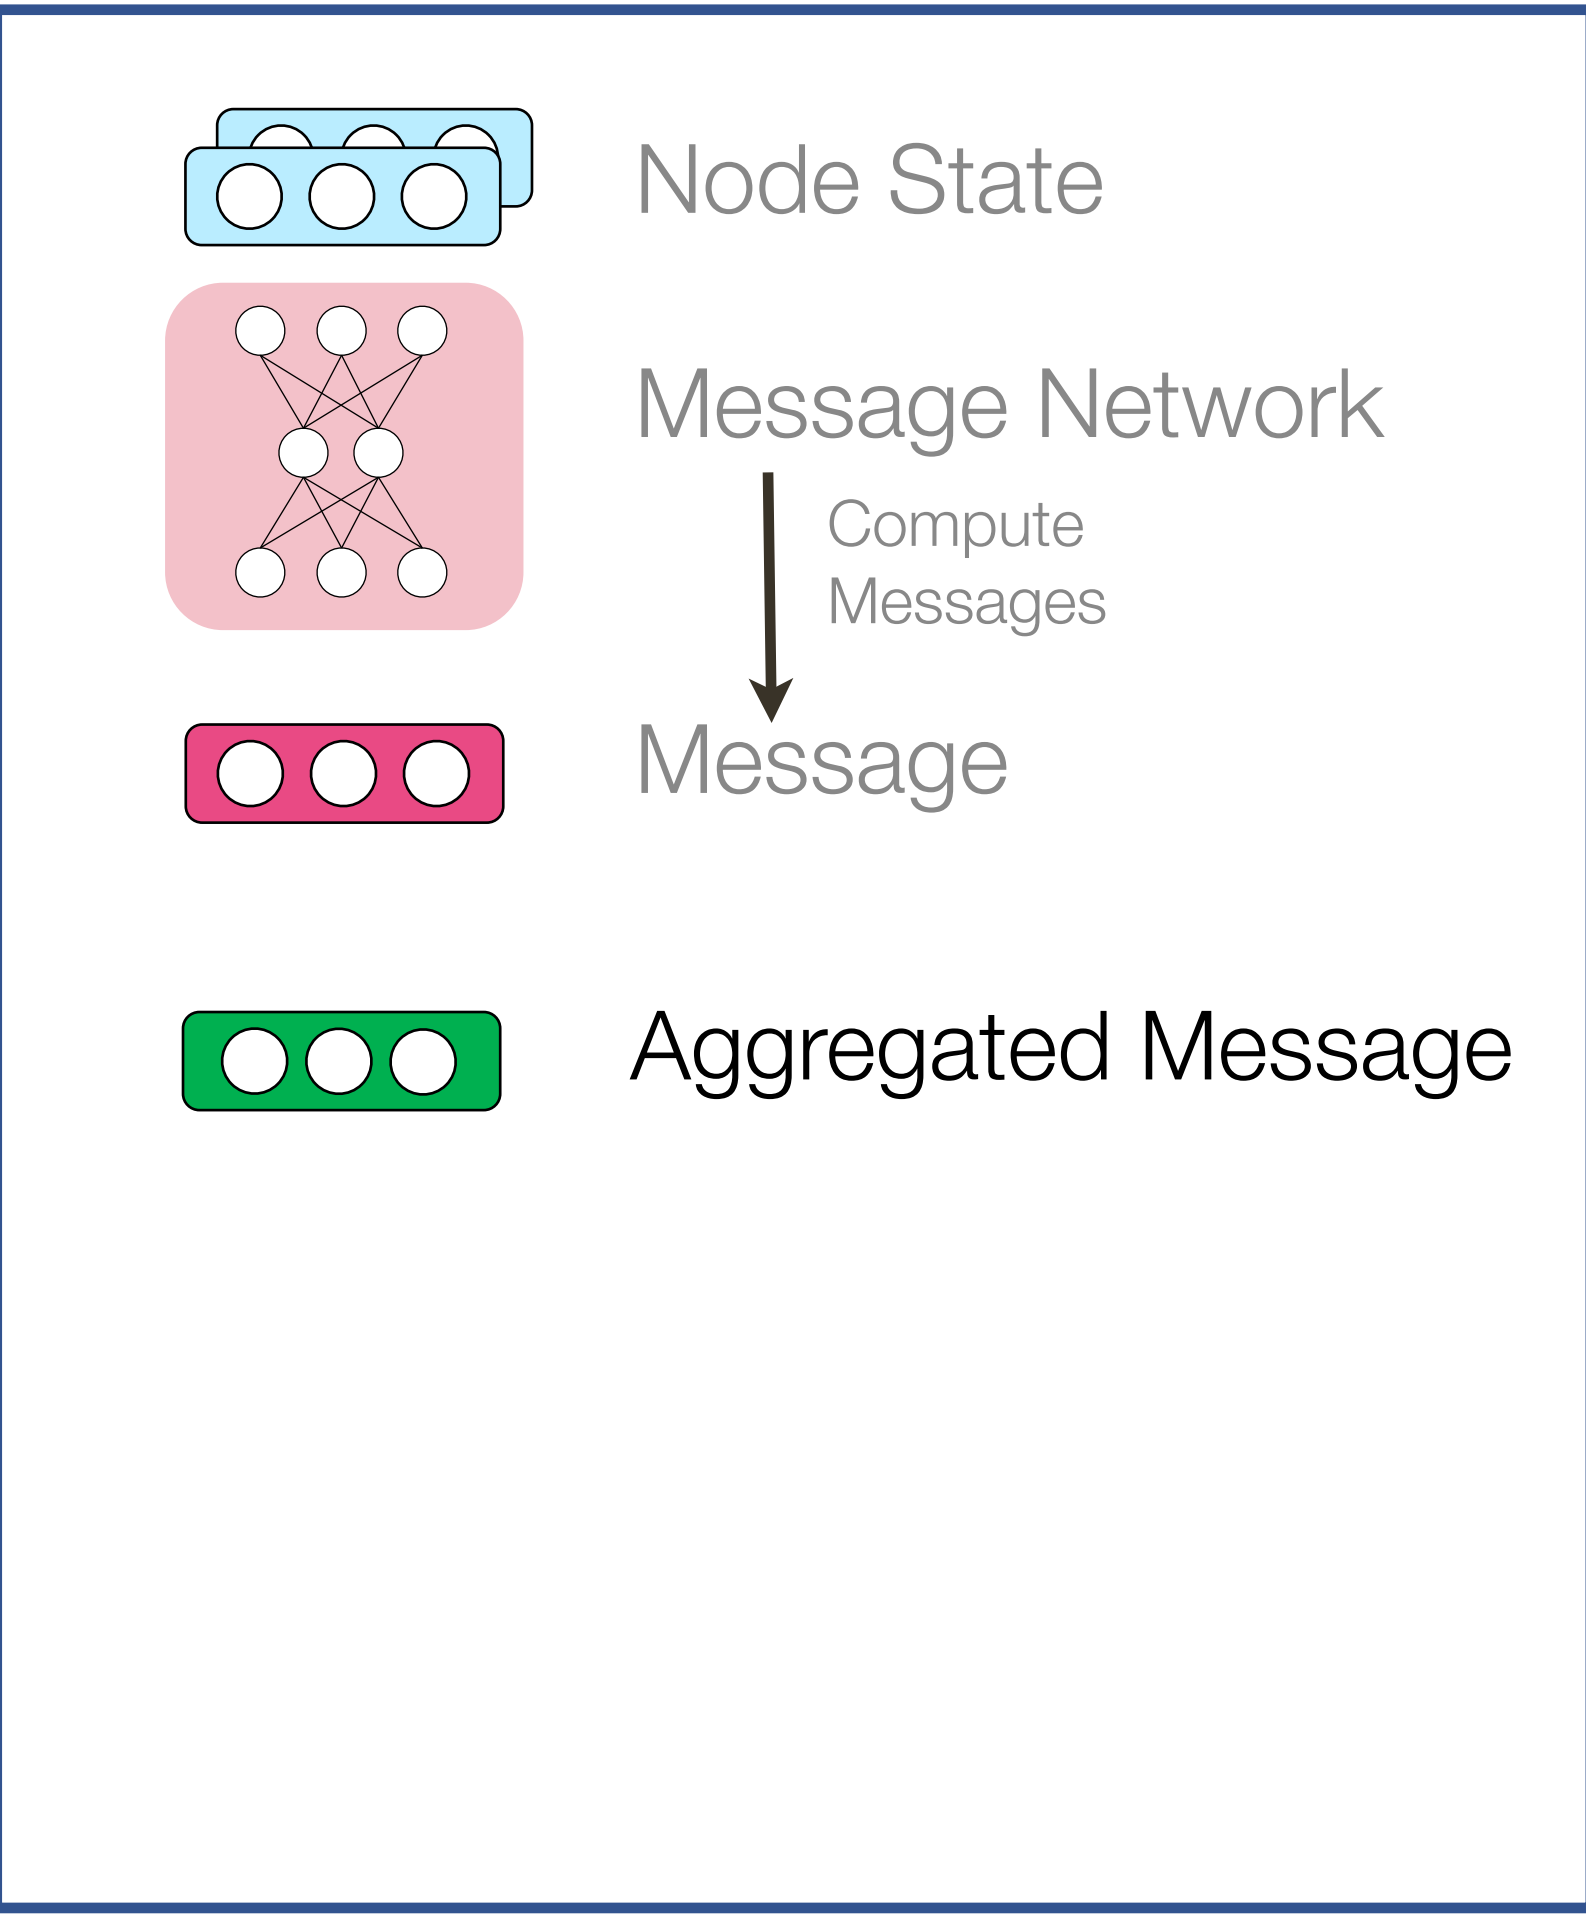 Node State
Message Network
Compute
Messages
Message
Aggregated Message